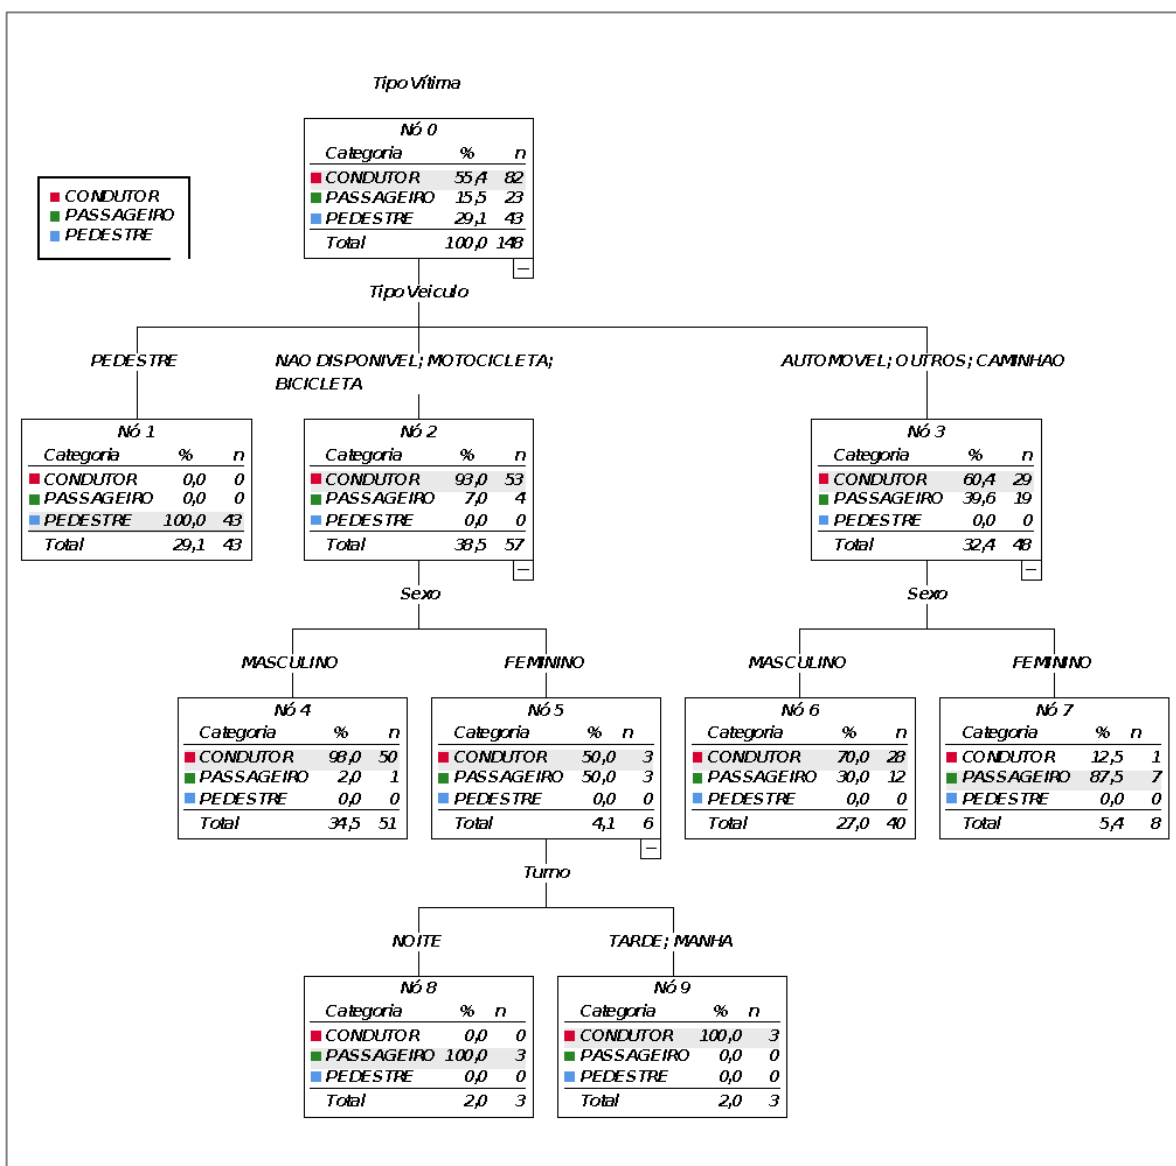 Tipo Vítima
CONDUTOR
PASSAGEIRO
PEDESTRE
Nó 0
Categoria % n
CONDUTOR 55,4 82
PASSAGEIRO 15,5 23
PEDESTRE 29,1 43
Total 100,0 148
Tipo Veiculo
PEDESTRE
NAO DISPONIVEL; MOTOCICLETA;
BICICLETA
AUTOMOVEL; OUTROS; CAMINHAO
Nó 1
Categoria % n
CONDUTOR 0,0 0
PASSAGEIRO 0,0 0
PEDESTRE 100,0 43
Total 29,1 43
Nó 2
Categoria % n
CONDUTOR 93,0 53
PASSAGEIRO 7,0 4
PEDESTRE 0,0 0
Total 38,5 57
Nó 3
Categoria % n
CONDUTOR 60,4 29
PASSAGEIRO 39,6 19
PEDESTRE 0,0 0
Total 32,4 48
Sexo
Sexo
MASCULINO
FEMININO
MASCULINO
FEMININO
Nó 4
Categoria % n
CONDUTOR 98,0 50
PASSAGEIRO 2,0 1
PEDESTRE 0,0 0
Total 34,5 51
Nó 5
Categoria % n
CONDUTOR 50,0 3
PASSAGEIRO 50,0 3
PEDESTRE 0,0 0
Total 4,1 6
Nó 6
Categoria % n
CONDUTOR 70,0 28
PASSAGEIRO 30,0 12
PEDESTRE 0,0 0
Total 27,0 40
Nó 7
Categoria % n
CONDUTOR 12,5 1
PASSAGEIRO 87,5 7
PEDESTRE 0,0 0
Total 5,4 8
Turno
NOITE
TARDE; MANHA
Nó 8
Categoria % n
CONDUTOR 0,0 0
PASSAGEIRO 100,0 3
PEDESTRE 0,0 0
Total 2,0 3
Nó 9
Categoria % n
CONDUTOR 100,0 3
PASSAGEIRO 0,0 0
PEDESTRE 0,0 0
Total 2,0 3